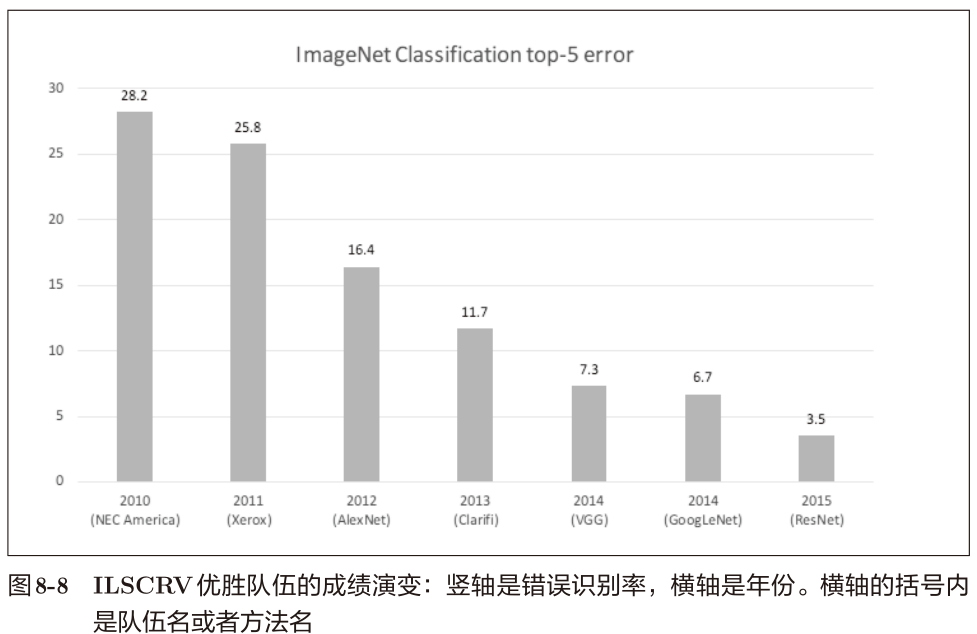 ImageNet Classification top-5 error
30
25
20
15
10
5
0
28.2
25.8
16.4
11.7
7.3
6.7
3.5
2010
(NEC America)
2011
(Xerox)
2012
(AlexNet)
2013
(Clarifi)
2014
(VGG)
2014
(GoogLeNet)
2015
(ResNet)
图8-8 ILSCRV优胜队伍的成绩演变：竖轴是错误识别率，横轴是年份。横轴的括号内
是队伍名或者方法名